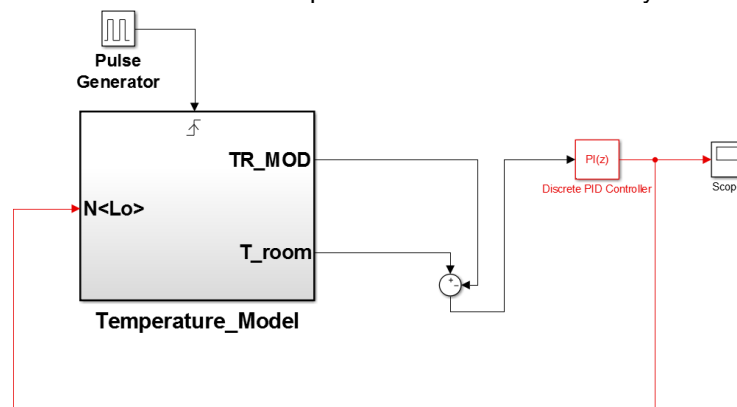 Pulse
Generator
TR_MOD
N<Lo>
T_room
Temperature_Model
+
−
PI(z)
Discrete PID Controller
Scop